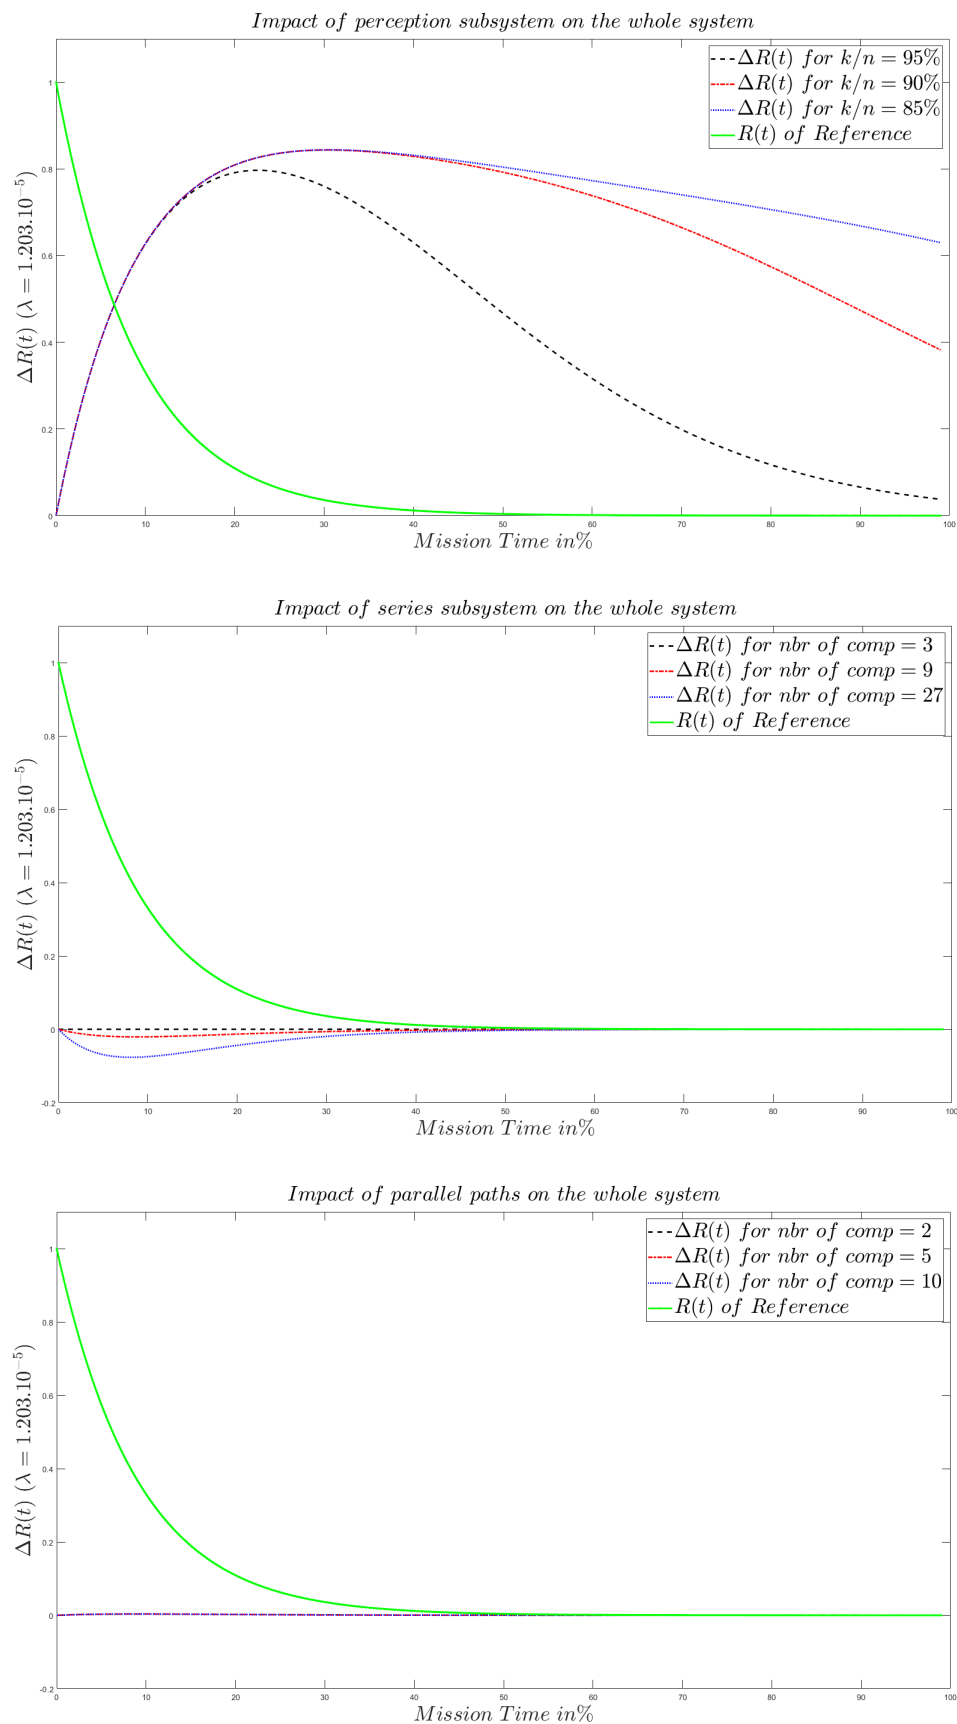 Impact of perception subsystem on the whole system
ΔR(t) for k/n = 95%
ΔR(t) for k/n = 90%
ΔR(t) for k/n = 85%
R(t) of Reference
ΔR(t) (λ = 1.203.10⁻⁵)
1
0.8
0.6
0.4
0.2
0
0 10 20 30 40 50 60 70 80 90 100
Mission Time in%
Impact of series subsystem on the whole system
ΔR(t) for nbr of comp = 3
ΔR(t) for nbr of comp = 9
ΔR(t) for nbr of comp = 27
R(t) of Reference
ΔR(t) (λ = 1.203.10⁻⁵)
1
0.8
0.6
0.4
0.2
0
-0.2
0 10 20 30 40 50 60 70 80 90 100
Mission Time in%
Impact of parallel paths on the whole system
ΔR(t) for nbr of comp = 2
ΔR(t) for nbr of comp = 5
ΔR(t) for nbr of comp = 10
R(t) of Reference
ΔR(t) (λ = 1.203.10⁻⁵)
1
0.8
0.6
0.4
0.2
0
-0.2
0 10 20 30 40 50 60 70 80 90 100
Mission Time in%